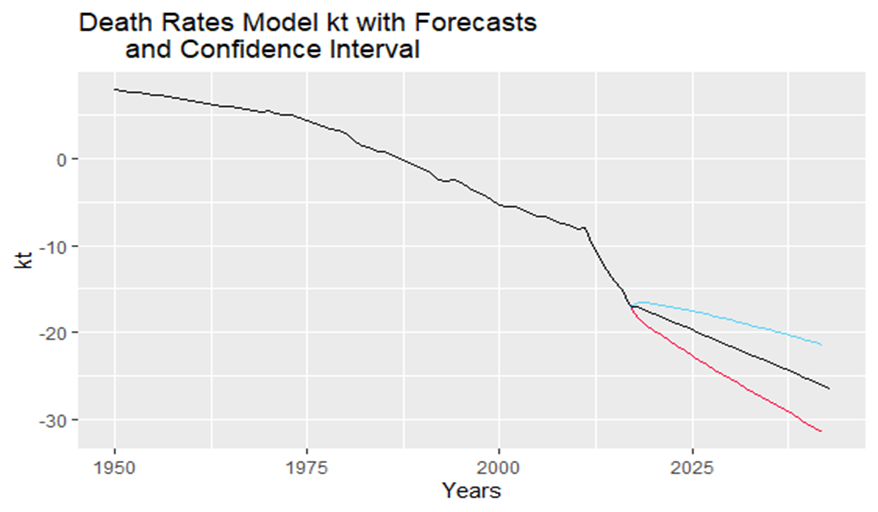 Death Rates Model kt with Forecasts
and Confidence Interval
kt
0
-10
-20
-30
1950 1975 2000 2025
Years